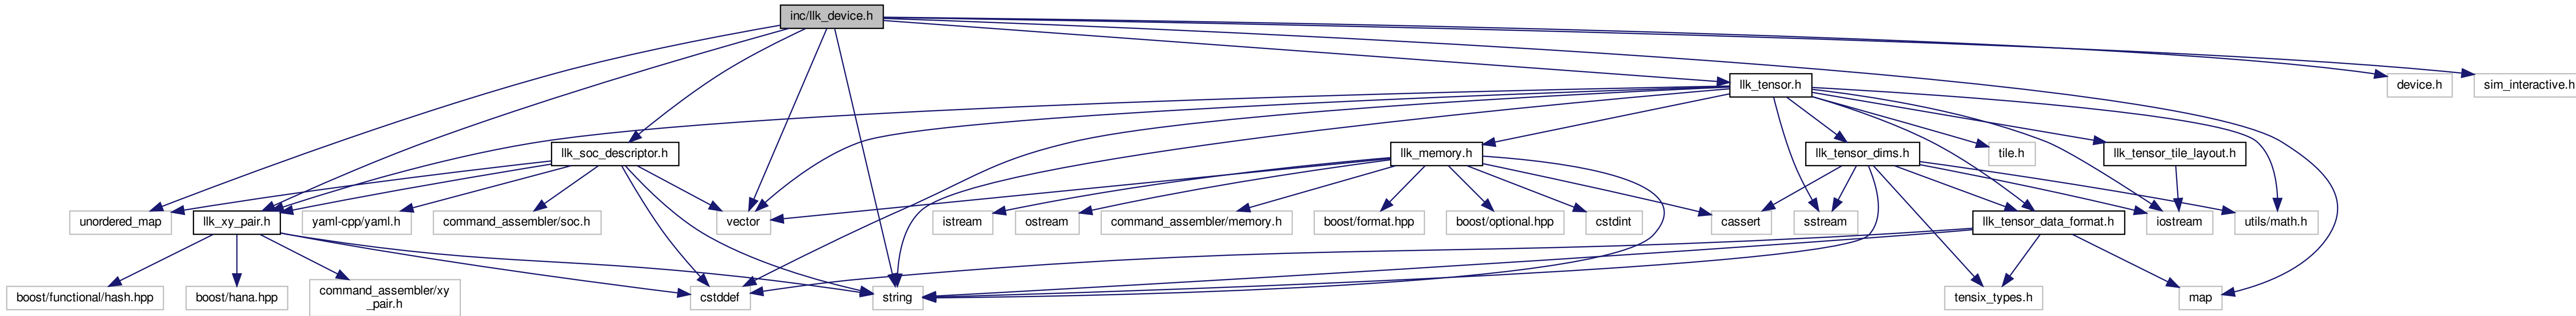 inc/llk_device.h
llk_tensor.h
device.h
sim_interactive.h
llk_soc_descriptor.h
llk_memory.h
llk_tensor_dims.h
tile.h
llk_tensor_tile_layout.h
unordered_map
llk_xy_pair.h
yaml-cpp/yaml.h
command_assembler/soc.h
vector
istream
ostream
command_assembler/memory.h
boost/format.hpp
boost/optional.hpp
cstdint
cassert
sstream
llk_tensor_data_format.h
iostream
utils/math.h
boost/functional/hash.hpp
boost/hana.hpp
command_assembler/xy
_pair.h
cstddef
string
tensix_types.h
map